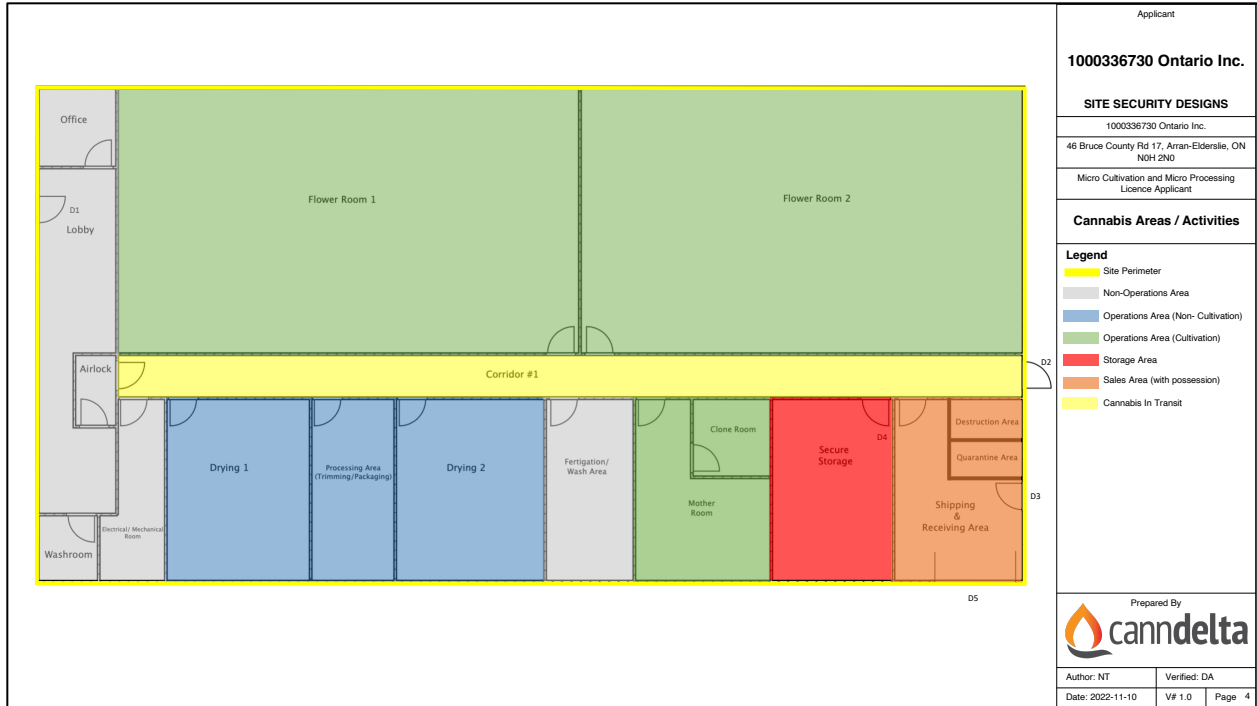 Applicant
1000336730 Ontario Inc.
SITE SECURITY DESIGNS
1000336730 Ontario Inc.
46 Bruce County Rd 17, Arran-Elderslie, ON
N0H 2N0
Micro Cultivation and Micro Processing
Licence Applicant
Cannabis Areas / Activities
Legend
Site Perimeter
Non-Operations Area
Operations Area (Non- Cultivation)
Operations Area (Cultivation)
Storage Area
Sales Area (with possession)
Cannabis In Transit
Office
D1
Lobby
Flower Room 1
Flower Room 2
Airlock
Corridor #1
D2
Drying 1
Processing Area
(Trimming/Packaging)
Drying 2
Fertigation/
Wash Area
Clone Room
Mother
Room
D4
Secure
Storage
Destruction Area
Quarantine Area
D3
Shipping
&
Receiving Area
Electrical/ Mechanical
Room
Washroom
D5
Prepared By
canndelta
Author: NT
Verified: DA
Date: 2022-11-10
V# 1.0
Page 4